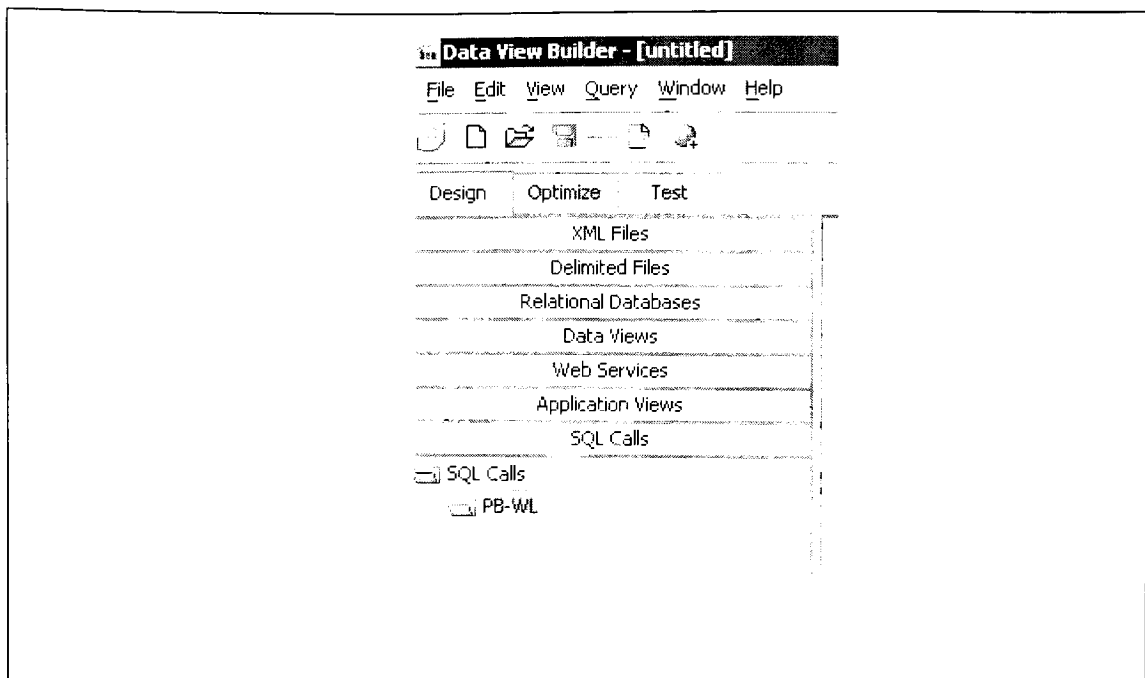 Data View Builder - [untitled]
File Edit View Query Window Help
Design Optimize Test
XML Files
Delimited Files
Relational Databases
Data Views
Web Services
Application Views
SQL Calls
SQL Calls
PB-WL